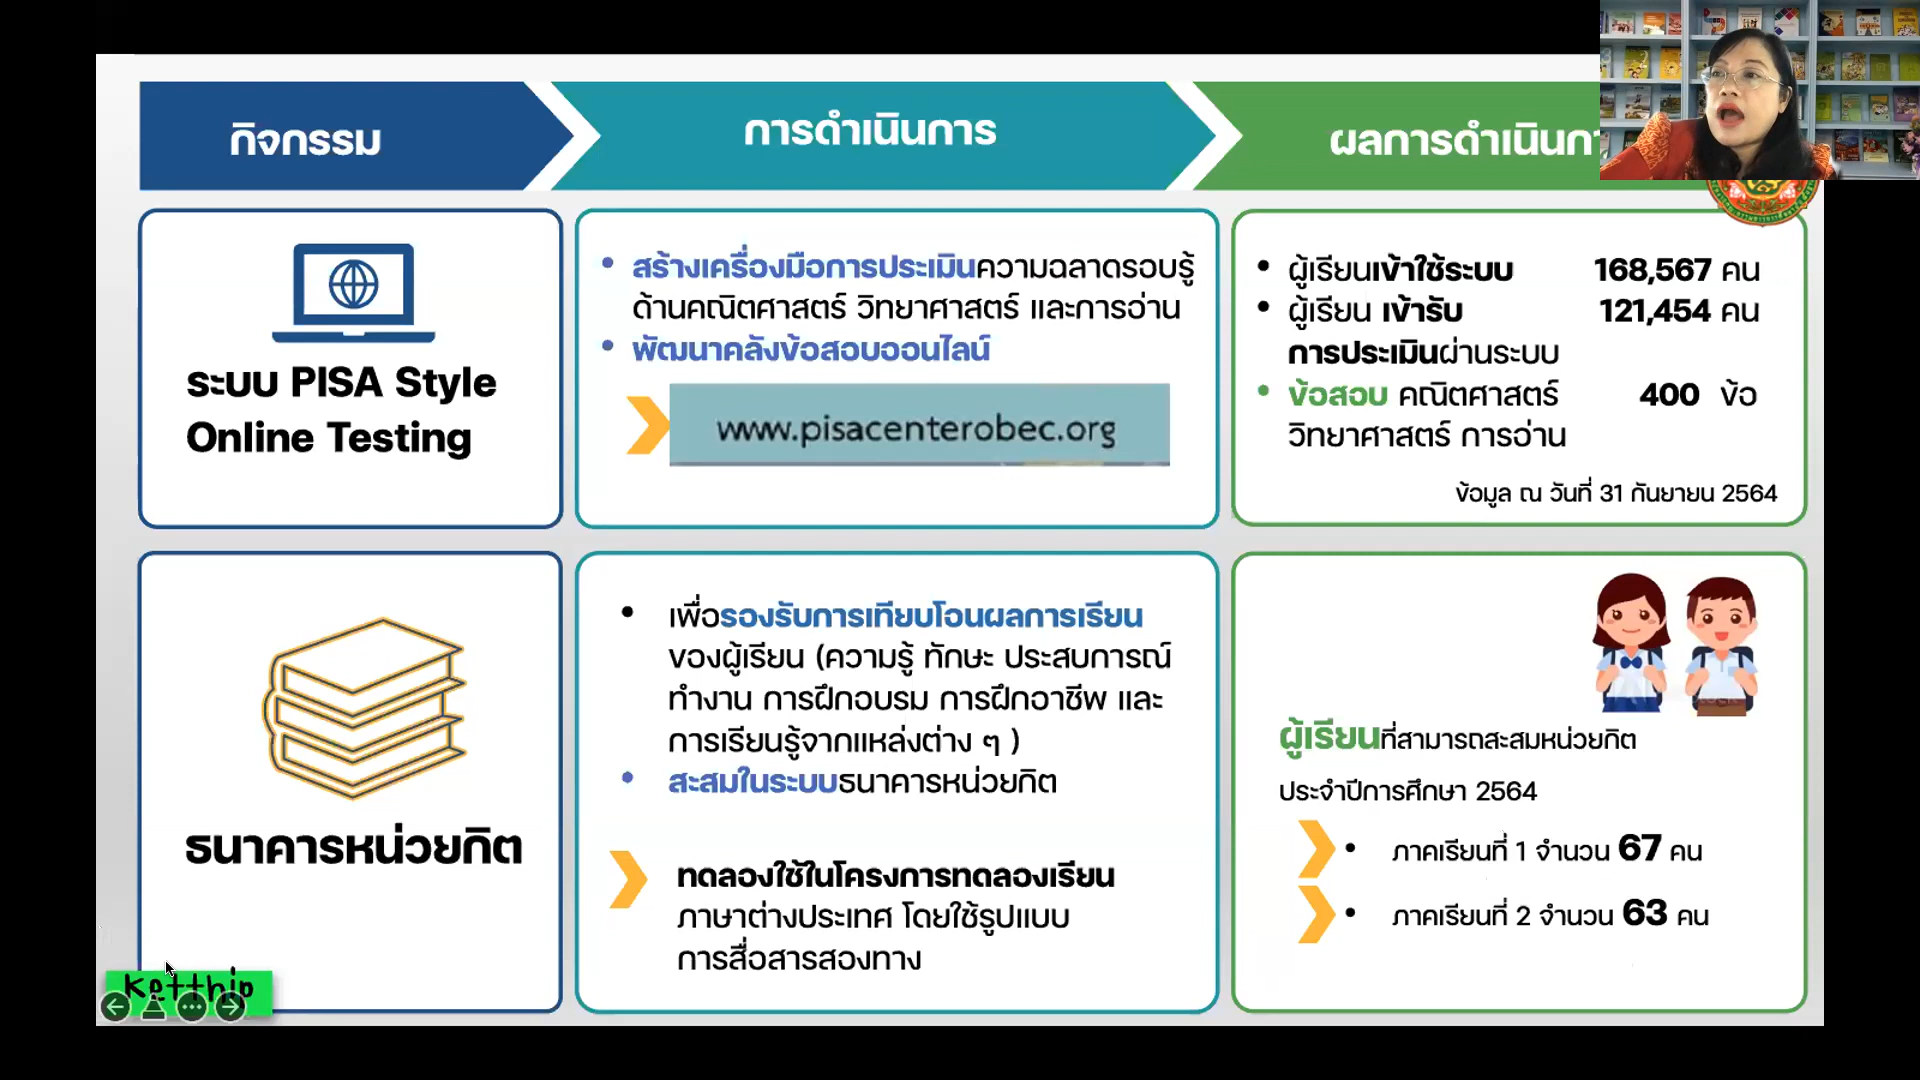 กิจกรรม
การดำเนินการ
ผลการดำเนินก
ระบบ PISA Style
Online Testing
• สร้างเครื่องมือการประเมินความฉลาดรอบรู้
ด้านคณิตศาสตร์ วิทยาศาสตร์ และการอ่าน
• พัฒนาคลังข้อสอบออนไลน์
www.pisacenterobec.org
• ผู้เรียนเข้าใช้ระบบ 168,567 คน
• ผู้เรียน เข้ารับ 121,454 คน
การประเมินผ่านระบบ
• ข้อสอบ คณิตศาสตร์ 400 ข้อ
วิทยาศาสตร์ การอ่าน
ข้อมูล ณ วันที่ 31 กันยายน 2564
ธนาคารหน่วยกิต
• เพื่อรองรับการเทียบโอนผลการเรียน
ของผู้เรียน (ความรู้ ทักษะ ประสบการณ์
ทำงาน การฝึกอบรม การฝึกอาชีพ และ
การเรียนรู้จากแหล่งต่าง ๆ )
• สะสมในระบบธนาคารหน่วยกิต
ทดลองใช้ในโครงการทดลองเรียน
ภาษาต่างประเทศ โดยใช้รูปแบบ
การสื่อสารสองทาง
ผู้เรียนที่สามารถสะสมหน่วยกิต
ประจำปีการศึกษา 2564
• ภาคเรียนที่ 1 จำนวน 67 คน
• ภาคเรียนที่ 2 จำนวน 63 คน
Ketthip